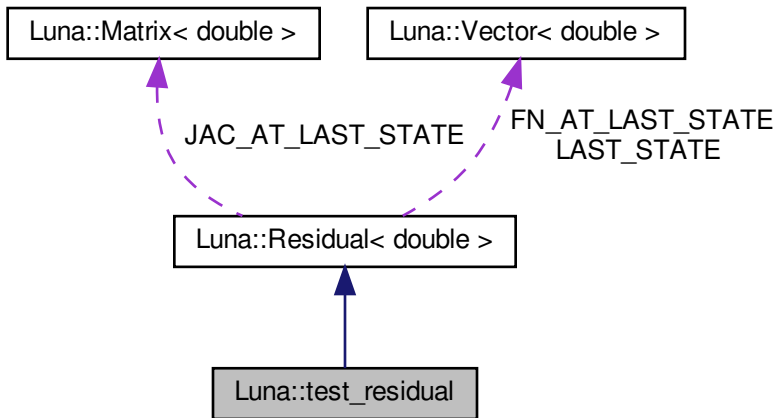 Luna::Matrix< double >
Luna::Vector< double >
JAC_AT_LAST_STATE
FN_AT_LAST_STATE
LAST_STATE
Luna::Residual< double >
Luna::test_residual